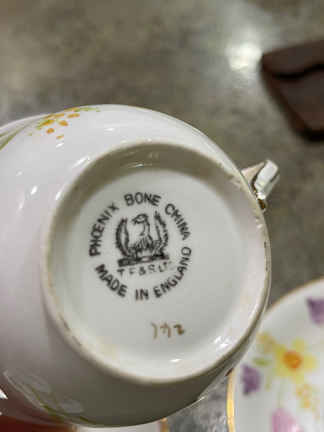 PHOENIX BONE CHINA
T.F.&S.LTD
MADE IN ENGLAND